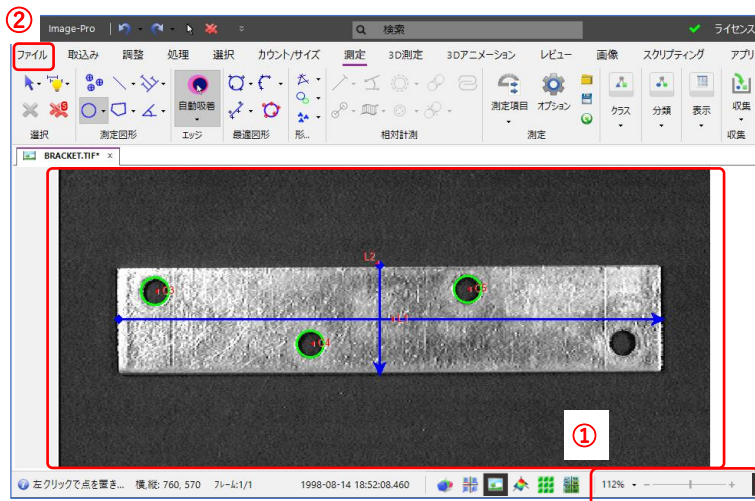 ②
Image-Pro 検索 ライセンス
ファイル 取込み 調整 処理 選択 カウント/サイズ 測定 3D測定 3Dアニメーション レビュー 画像 スクリプティング アプリ
自動吸着 測定項目 オプション クラス 分類 表示 収集
選択 測定図形 エッジ 最適図形 形... 相対計測 測定 収集
BRACKET.TIF* ×
L2
C3 C5
L1
C4
①
左クリックで点を置き... 横,縦: 760, 570 フレーム:1/1 1998-08-14 18:52:08.460 112%